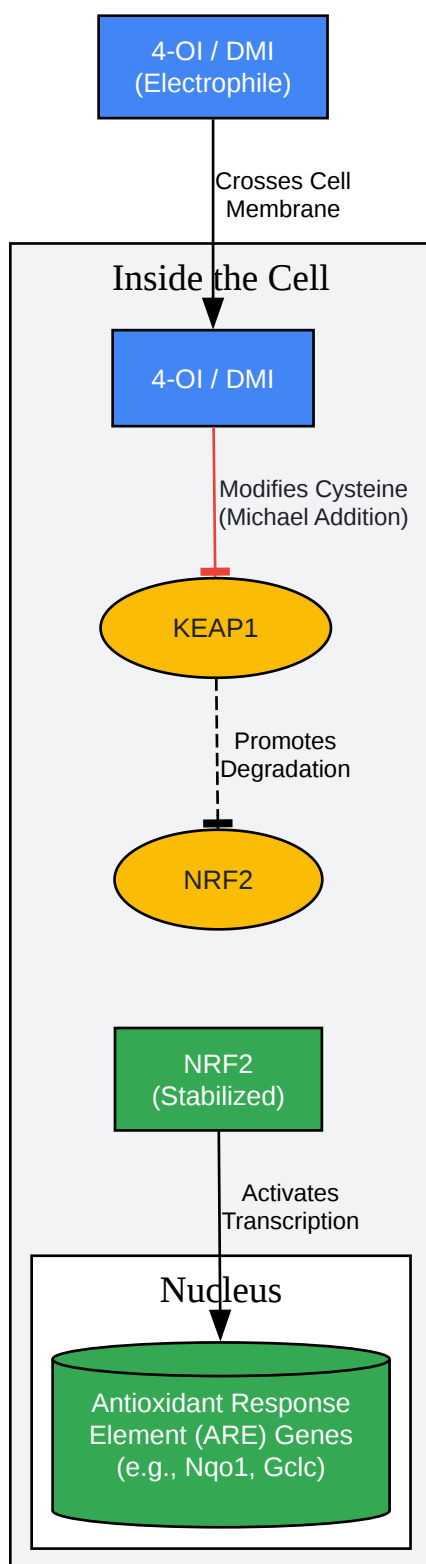 4-OI / DMI
(Electrophile)
Crosses Cell
Membrane
Inside the Cell
4-OI / DMI
Modifies Cysteine
(Michael Addition)
KEAP1
Promotes
Degradation
NRF2
NRF2
(Stabilized)
Activates
Transcription
Nucleus
Antioxidant Response
Element (ARE) Genes
(e.g., Nqo1, Gclc)